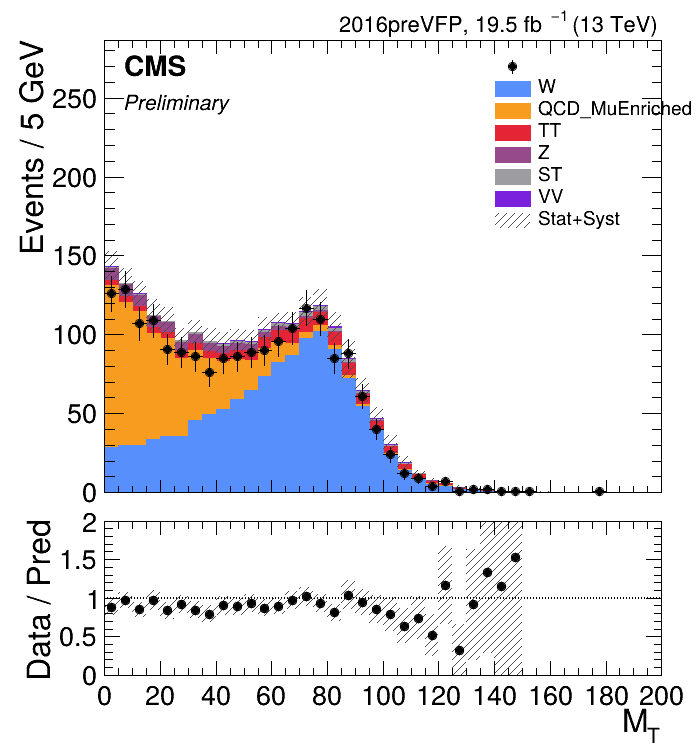 2016preVFP, 19.5 fb⁻¹ (13 TeV)
CMS
Preliminary
W
QCD_MuEnriched
TT
Z
ST
VV
Stat+Syst
Events / 5 GeV
250
200
150
100
50
0
Data / Pred
2
1.5
1
0.5
0
0 20 40 60 80 100 120 140 160 180 200
M_T